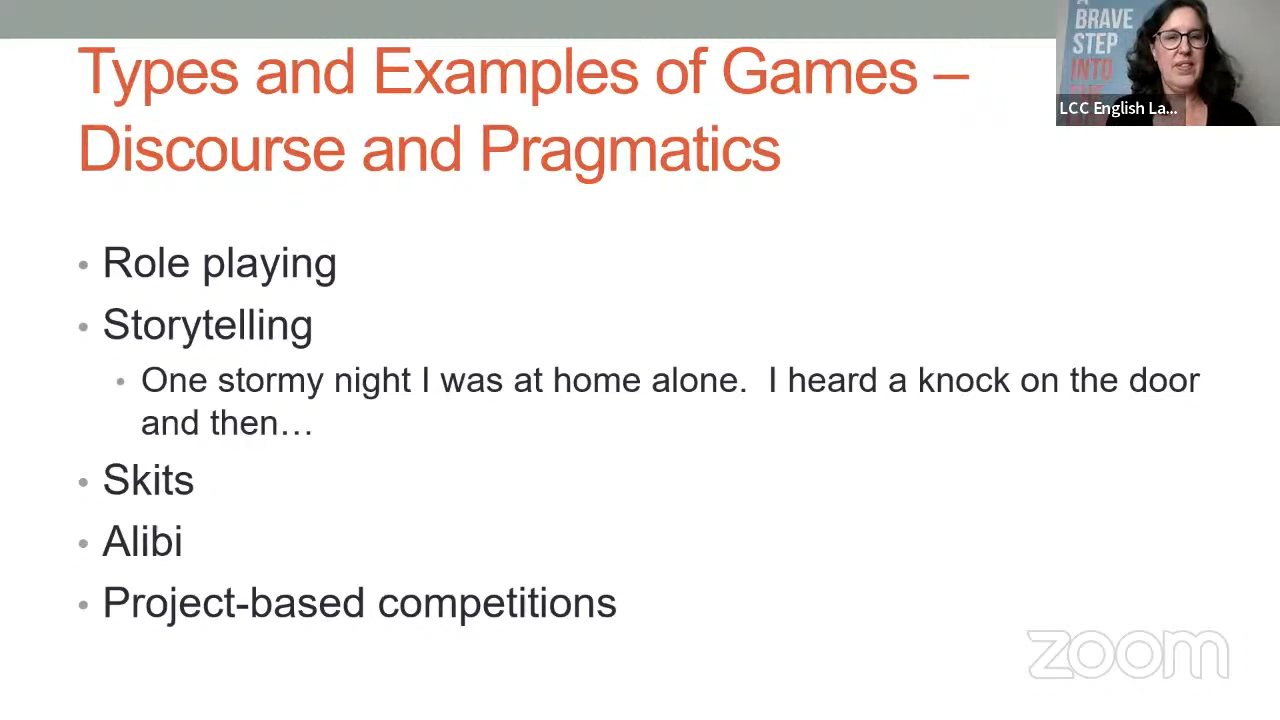 Types and Examples of Games –
Discourse and Pragmatics
• Role playing
• Storytelling
• One stormy night I was at home alone.  I heard a knock on the door
and then…
• Skits
• Alibi
• Project-based competitions
BRAVE
STEP
INTO
LCC English La...
zoom